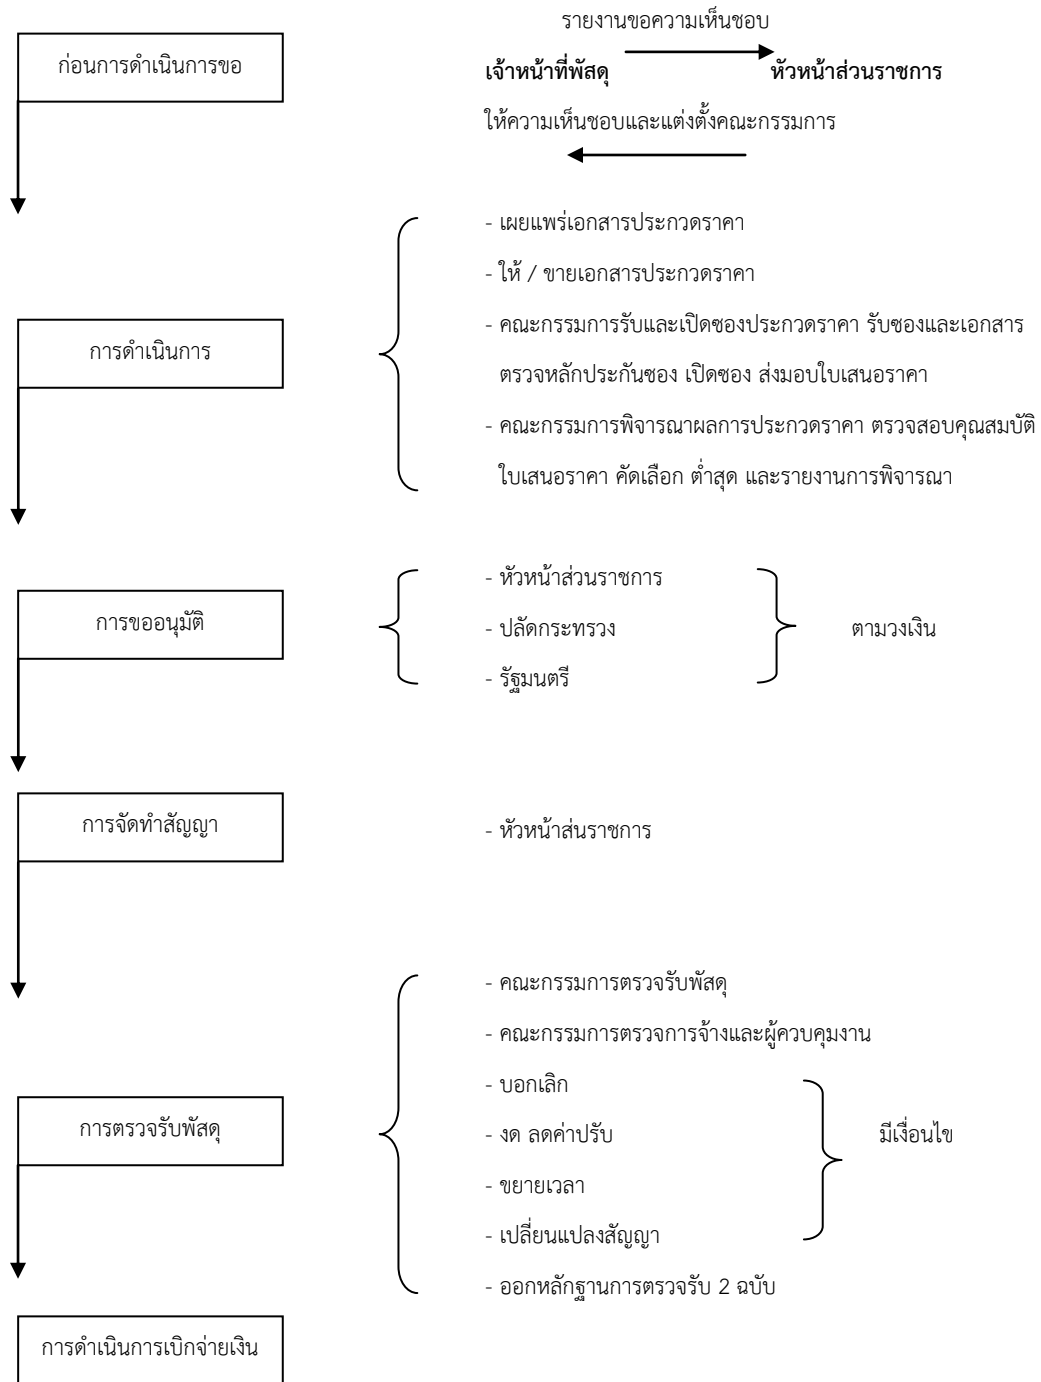 รายงานขอความเห็นชอบ
ก่อนการดำเนินการขอ
เจ้าหน้าที่พัสดุ หัวหน้าส่วนราชการ
ให้ความเห็นชอบและแต่งตั้งคณะกรรมการ
- เผยแพร่เอกสารประกวดราคา
- ให้ / ขายเอกสารประกวดราคา
- คณะกรรมการรับและเปิดซองประกวดราคา รับซองและเอกสาร
การดำเนินการ
ตรวจหลักประกันซอง เปิดซอง ส่งมอบใบเสนอราคา
- คณะกรรมการพิจารณาผลการประกวดราคา ตรวจสอบคุณสมบัติ
ใบเสนอราคา คัดเลือก ต่ำสุด และรายงานการพิจารณา
- หัวหน้าส่วนราชการ
การขออนุมัติ
- ปลัดกระทรวง ตามวงเงิน
- รัฐมนตรี
การจัดทำสัญญา
- หัวหน้าส่นราชการ
- คณะกรรมการตรวจรับพัสดุ
- คณะกรรมการตรวจการจ้างและผู้ควบคุมงาน
- บอกเลิก
การตรวจรับพัสดุ
- งด ลดค่าปรับ มีเงื่อนไข
- ขยายเวลา
- เปลี่ยนแปลงสัญญา
- ออกหลักฐานการตรวจรับ 2 ฉบับ
การดำเนินการเบิกจ่ายเงิน